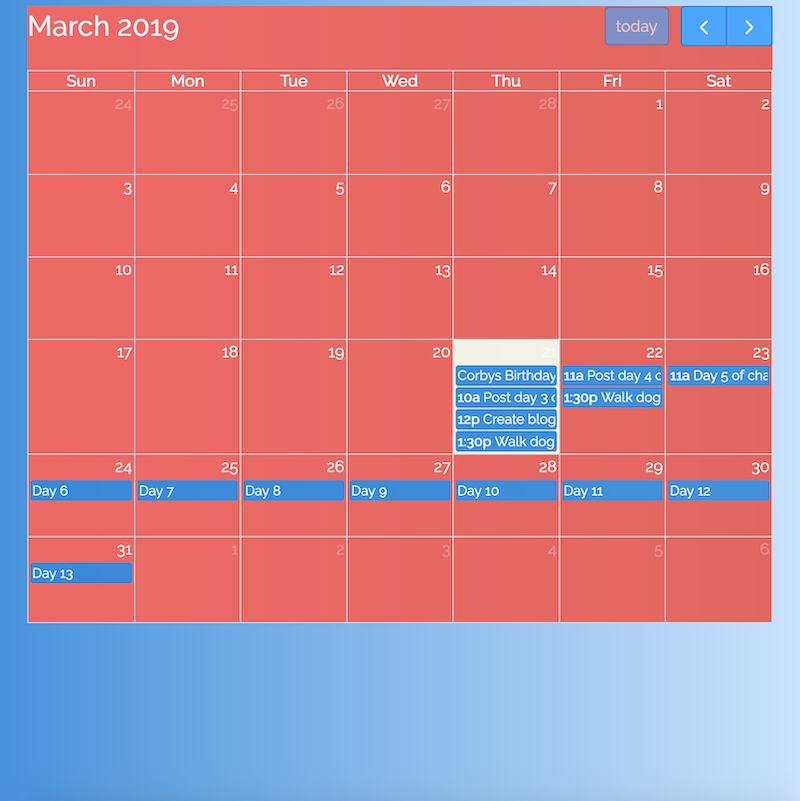 March 2019
today
Sun Mon Tue Wed Thu Fri Sat
24 25 26 27 28 1 2
3 4 5 6 7 8 9
10 11 12 13 14 15 16
17 18 19 20 21 22 23
Corbys Birthday 11a Post day 4 11a Day 5 of
10a Post day 3 1:30p Walk dog
12p Create blog
1:30p Walk dog
24 25 26 27 28 29 30
Day 6 Day 7 Day 8 Day 9 Day 10 Day 11 Day 12
31 1 2 3 4 5 6
Day 13